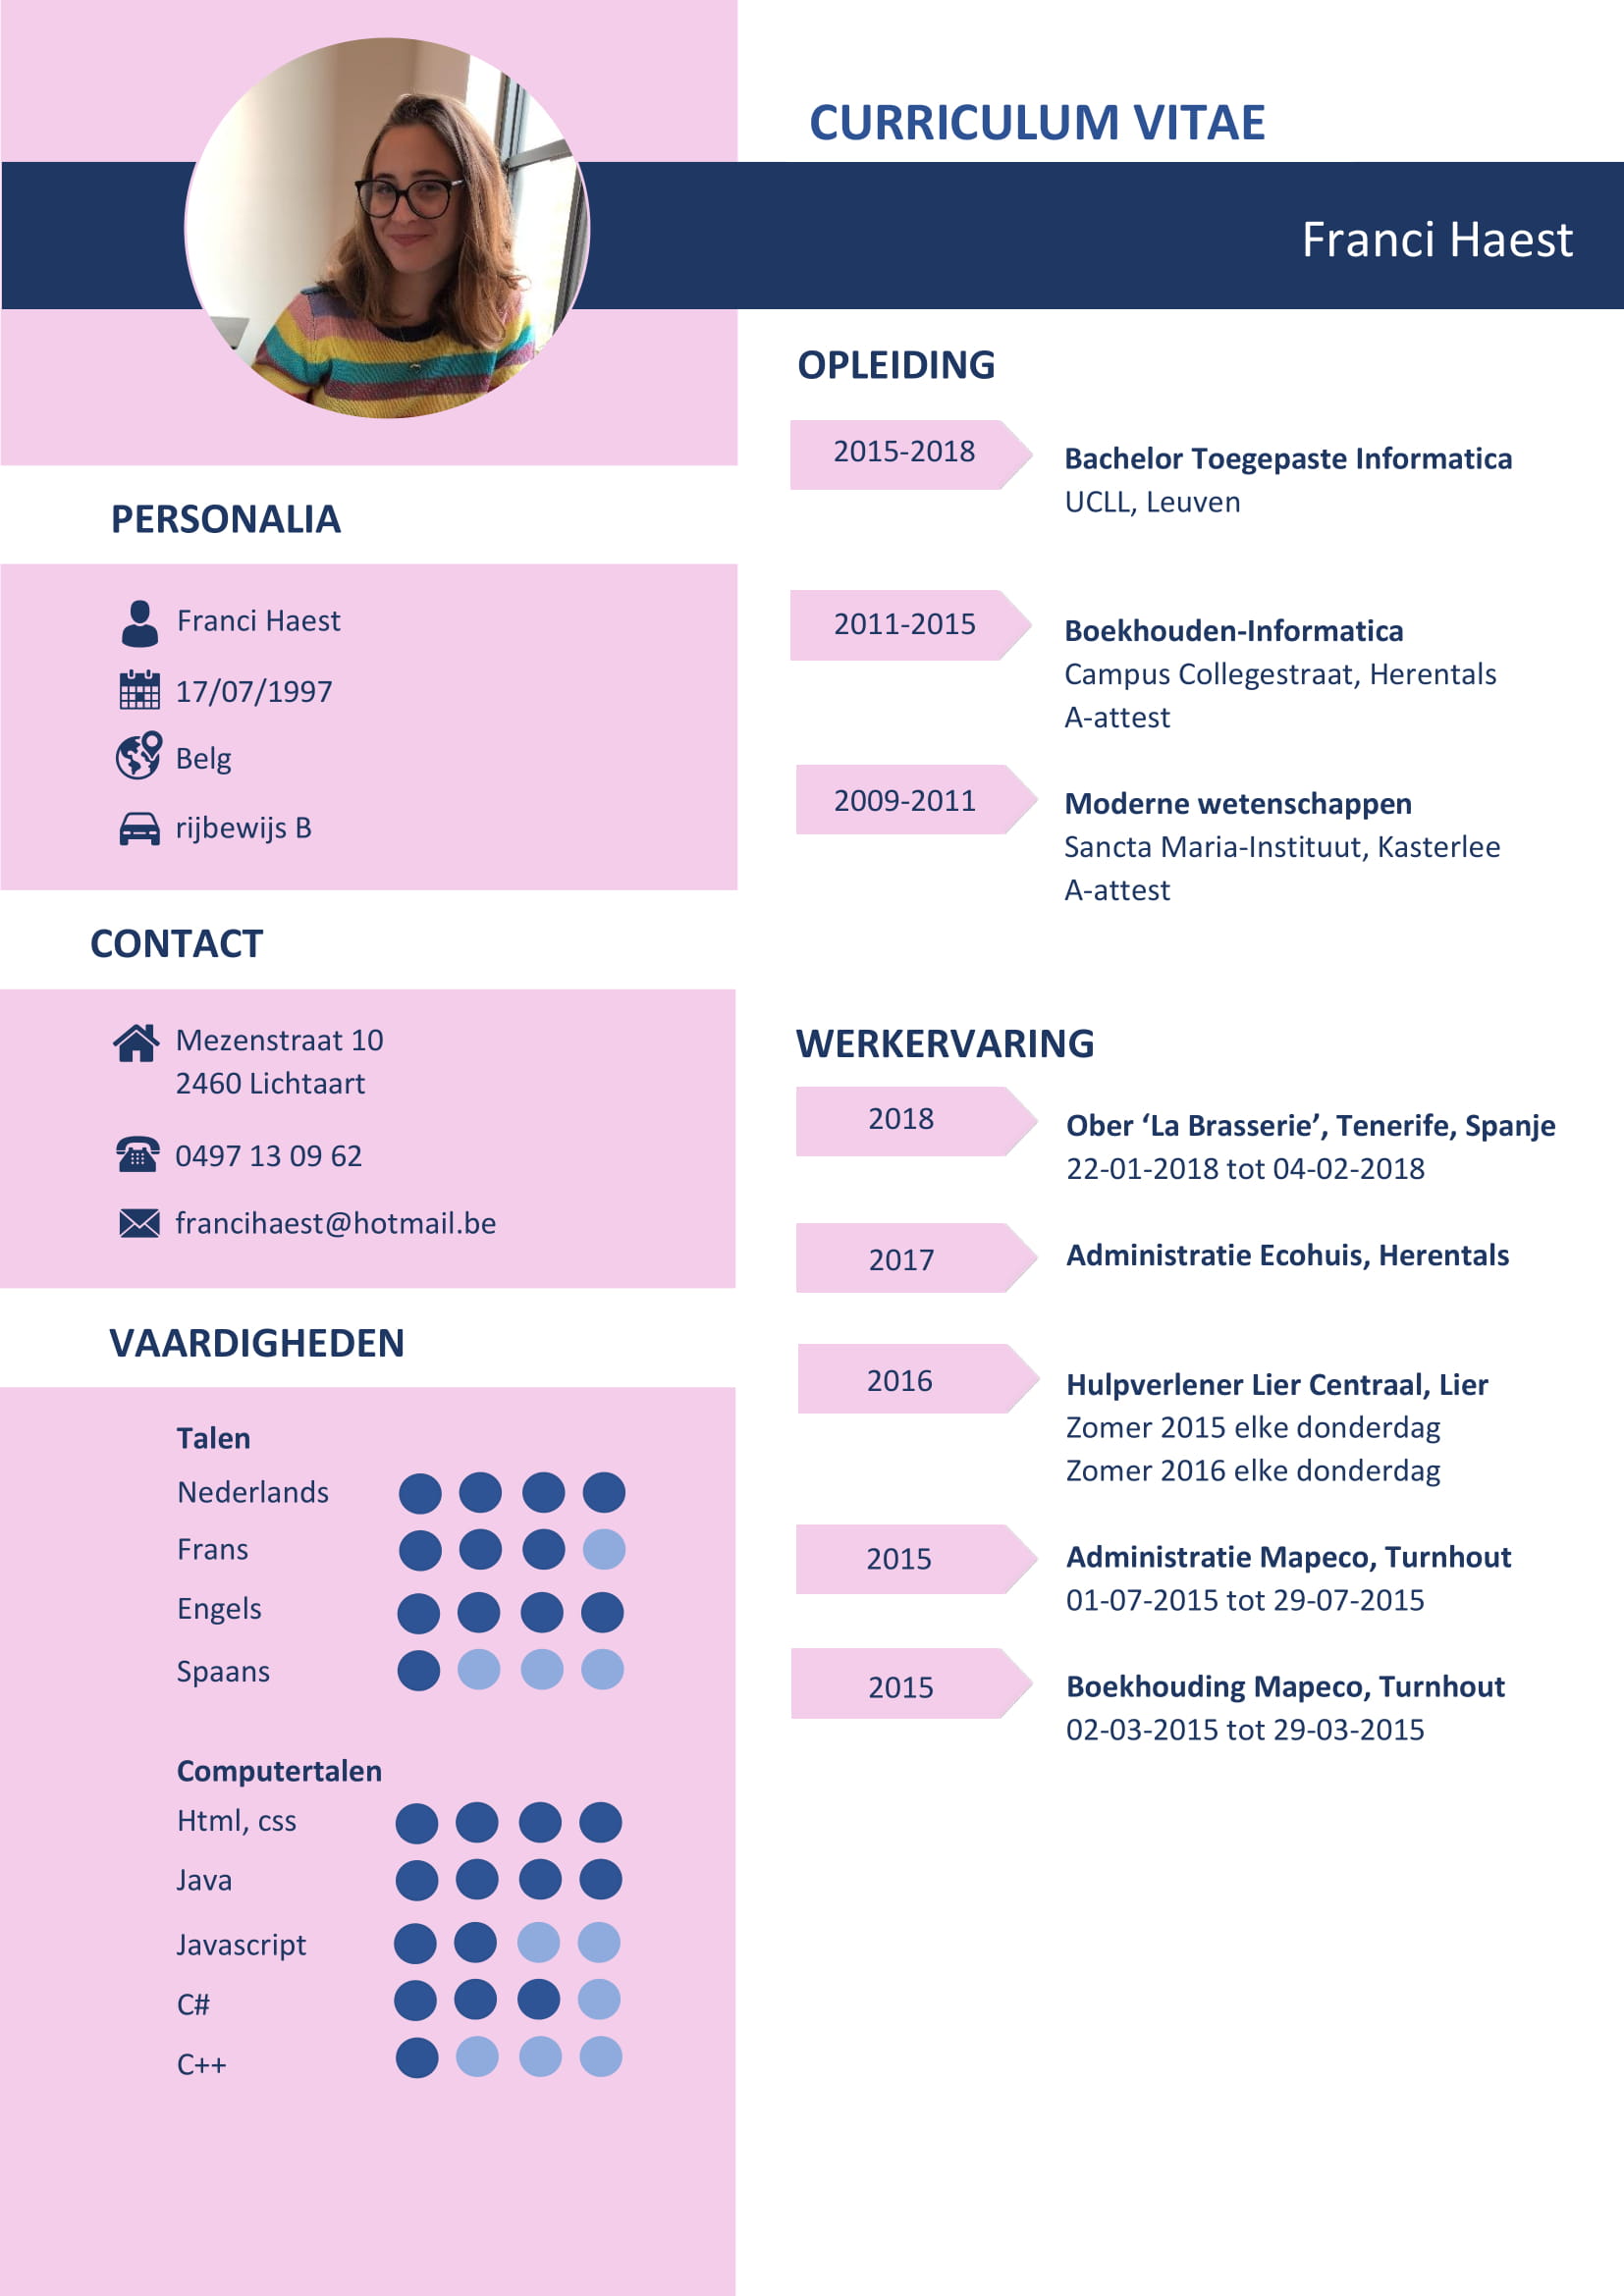 CURRICULUM VITAE
Franci Haest
PERSONALIA
Franci Haest
17/07/1997
Belg
rijbewijs B
CONTACT
Mezenstraat 10
2460 Lichtaart
0497 13 09 62
francihaest@hotmail.be
VAARDIGHEDEN
Talen
Nederlands
Frans
Engels
Spaans
Computertalen
Html, css
Java
Javascript
C#
C++
OPLEIDING
2015-2018
Bachelor Toegepaste Informatica
UCLL, Leuven
2011-2015
Boekhouden-Informatica
Campus Collegestraat, Herentals
A-attest
2009-2011
Moderne wetenschappen
Sancta Maria-Instituut, Kasterlee
A-attest
WERKERVARING
2018
Ober ‘La Brasserie’, Tenerife, Spanje
22-01-2018 tot 04-02-2018
2017
Administratie Ecohuis, Herentals
2016
Hulpverlener Lier Centraal, Lier
Zomer 2015 elke donderdag
Zomer 2016 elke donderdag
2015
Administratie Mapeco, Turnhout
01-07-2015 tot 29-07-2015
2015
Boekhouding Mapeco, Turnhout
02-03-2015 tot 29-03-2015